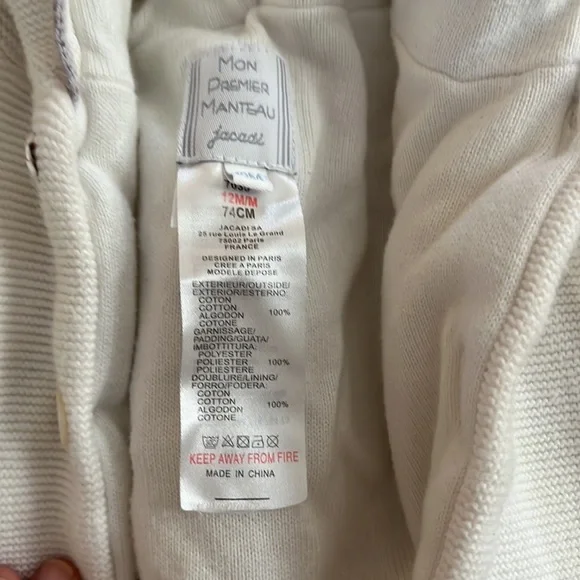 MON
PREMIER
MANTEAU
jacadi
12M/M
74CM
JACADI SA
25 rue Louis Le Grand
75002 Paris
FRANCE
DESIGNED IN PARIS
CREE A PARIS
MODELE DEPOSE
EXTERIEUR/OUTSIDE/
EXTERIOR/ESTERNO:
COTON
COTTON
ALGODON 100%
COTONE
GARNISSAGE/
PADDING/GUATA/
IMBOTTITURA:
POLYESTER
POLIESTER 100%
POLIESTERE
DOUBLURE/LINING/
FORRO/FODERA:
COTON
COTTON 100%
ALGODON
COTONE
KEEP AWAY FROM FIRE
MADE IN CHINA